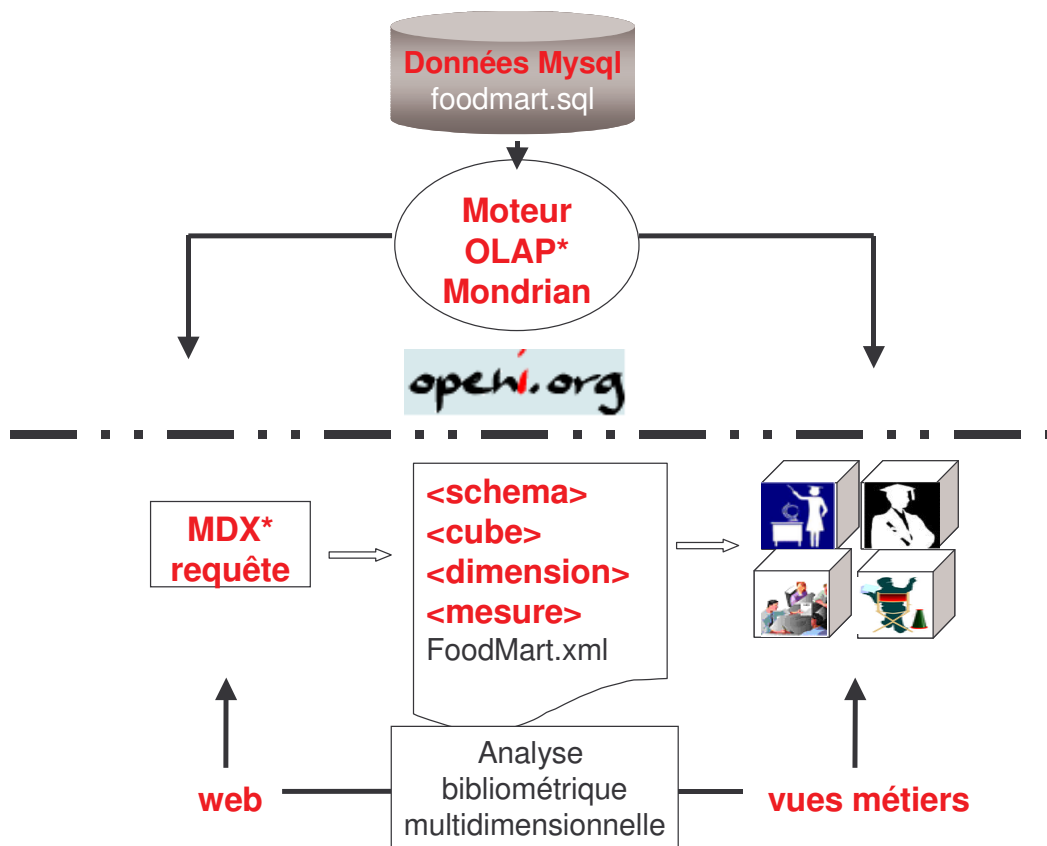 Données Mysql
foodmart.sql
Moteur
OLAP*
Mondrian
openi.org
MDX*
requête
<schema>
<cube>
<dimension>
<mesure>
FoodMart.xml
web
Analyse
bibliométrique
multidimensionnelle
vues métiers